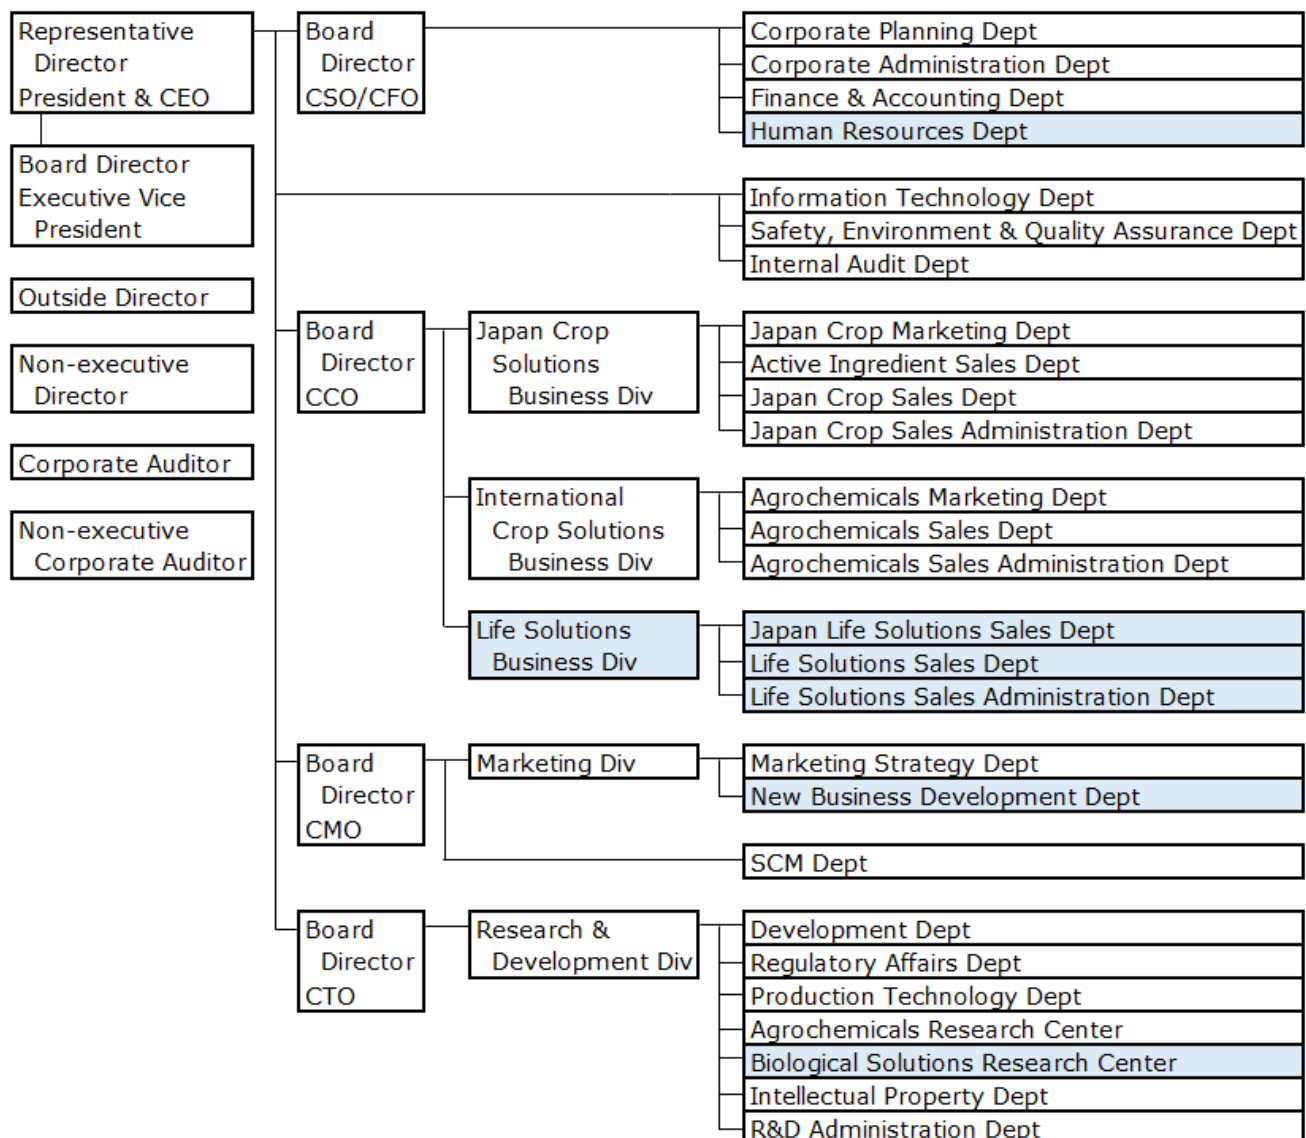 Representative
Director
President & CEO
Board Director
Executive Vice
President
Outside Director
Non-executive
Director
Corporate Auditor
Non-executive
Corporate Auditor
Board
Director
CSO/CFO
Corporate Planning Dept
Corporate Administration Dept
Finance & Accounting Dept
Human Resources Dept
Information Technology Dept
Safety, Environment & Quality Assurance Dept
Internal Audit Dept
Board
Director
CCO
Japan Crop
Solutions
Business Div
Japan Crop Marketing Dept
Active Ingredient Sales Dept
Japan Crop Sales Dept
Japan Crop Sales Administration Dept
International
Crop Solutions
Business Div
Agrochemicals Marketing Dept
Agrochemicals Sales Dept
Agrochemicals Sales Administration Dept
Life Solutions
Business Div
Japan Life Solutions Sales Dept
Life Solutions Sales Dept
Life Solutions Sales Administration Dept
Board
Director
CMO
Marketing Div
Marketing Strategy Dept
New Business Development Dept
SCM Dept
Board
Director
CTO
Research &
Development Div
Development Dept
Regulatory Affairs Dept
Production Technology Dept
Agrochemicals Research Center
Biological Solutions Research Center
Intellectual Property Dept
R&D Administration Dept